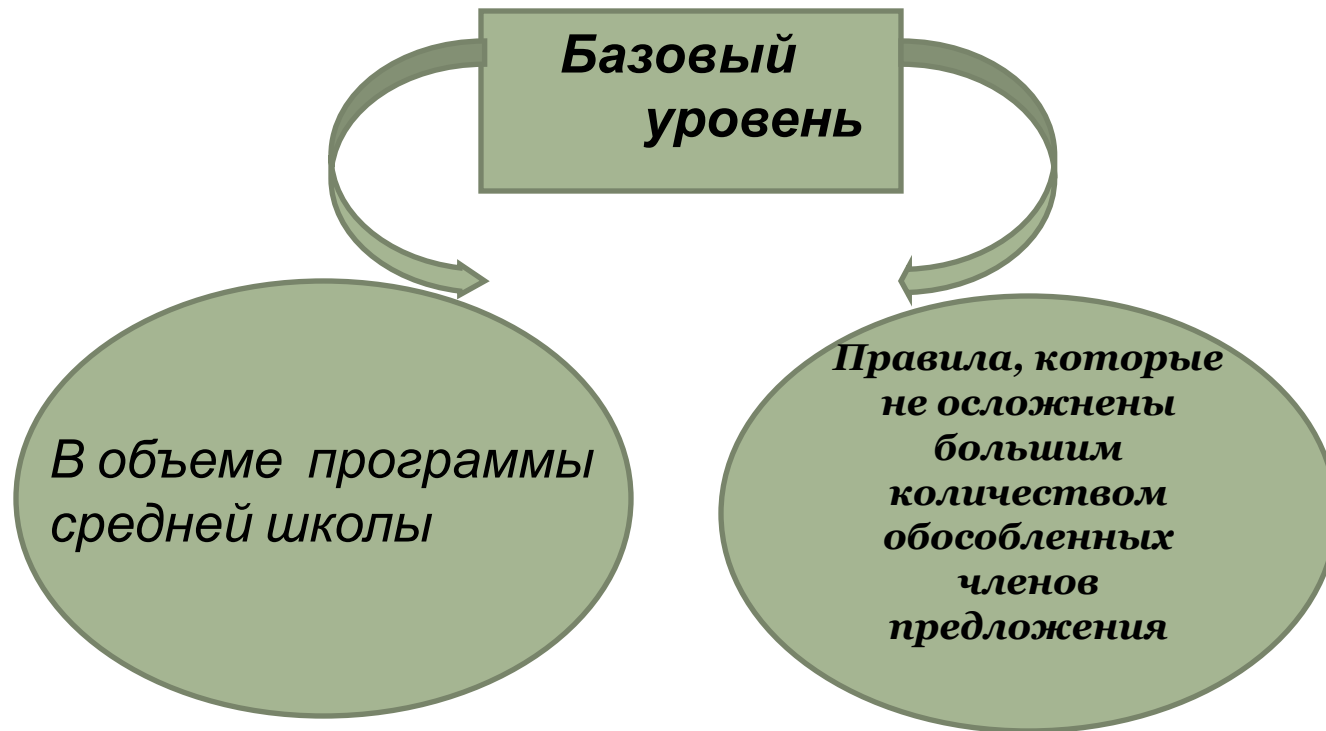 Базовый
уровень
В объеме программы
средней школы
Правила, которые
не осложнены
большим
количеством
обособленных
членов
предложения